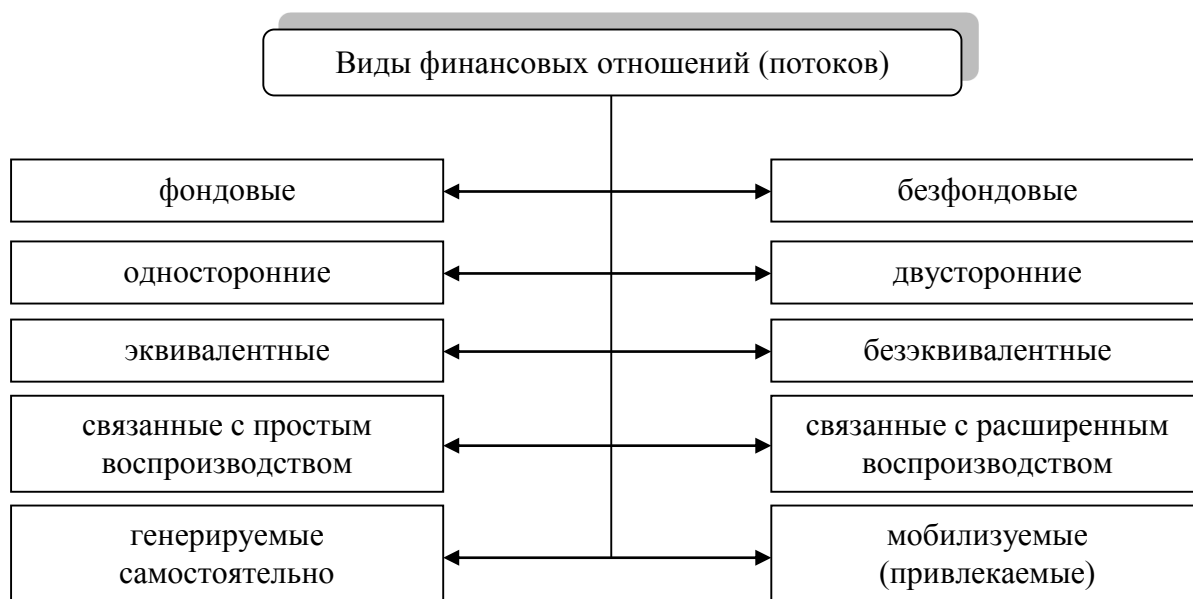 Виды финансовых отношений (потоков)
фондовые
безфондовые
односторонние
двусторонние
эквивалентные
безэквивалентные
связанные с простым
воспроизводством
связанные с расширенным
воспроизводством
генерируемые
самостоятельно
мобилизуемые
(привлекаемые)